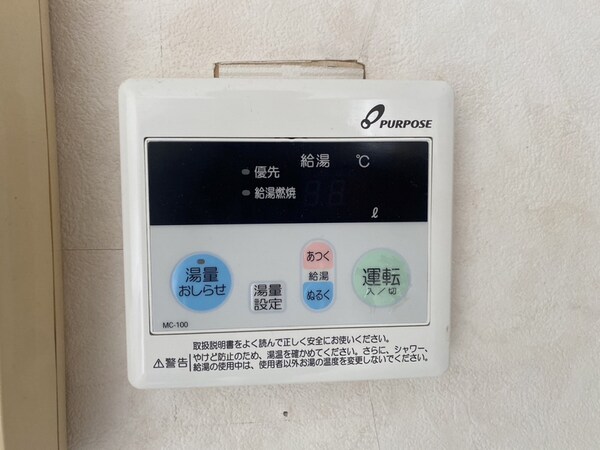 PURPOSE
給湯 ℃
優先
給湯燃焼
ℓ
湯量
おしらせ
湯量
設定
あつく
給湯
ぬるく
運転
入／切
MC-100
取扱説明書をよく読んで正しく安全にお使いください。
⚠警告
やけど防止のため、湯温を確かめてください。さらに、シャワー、
給湯の使用中は、使用者以外お湯の温度を変更しないでください。